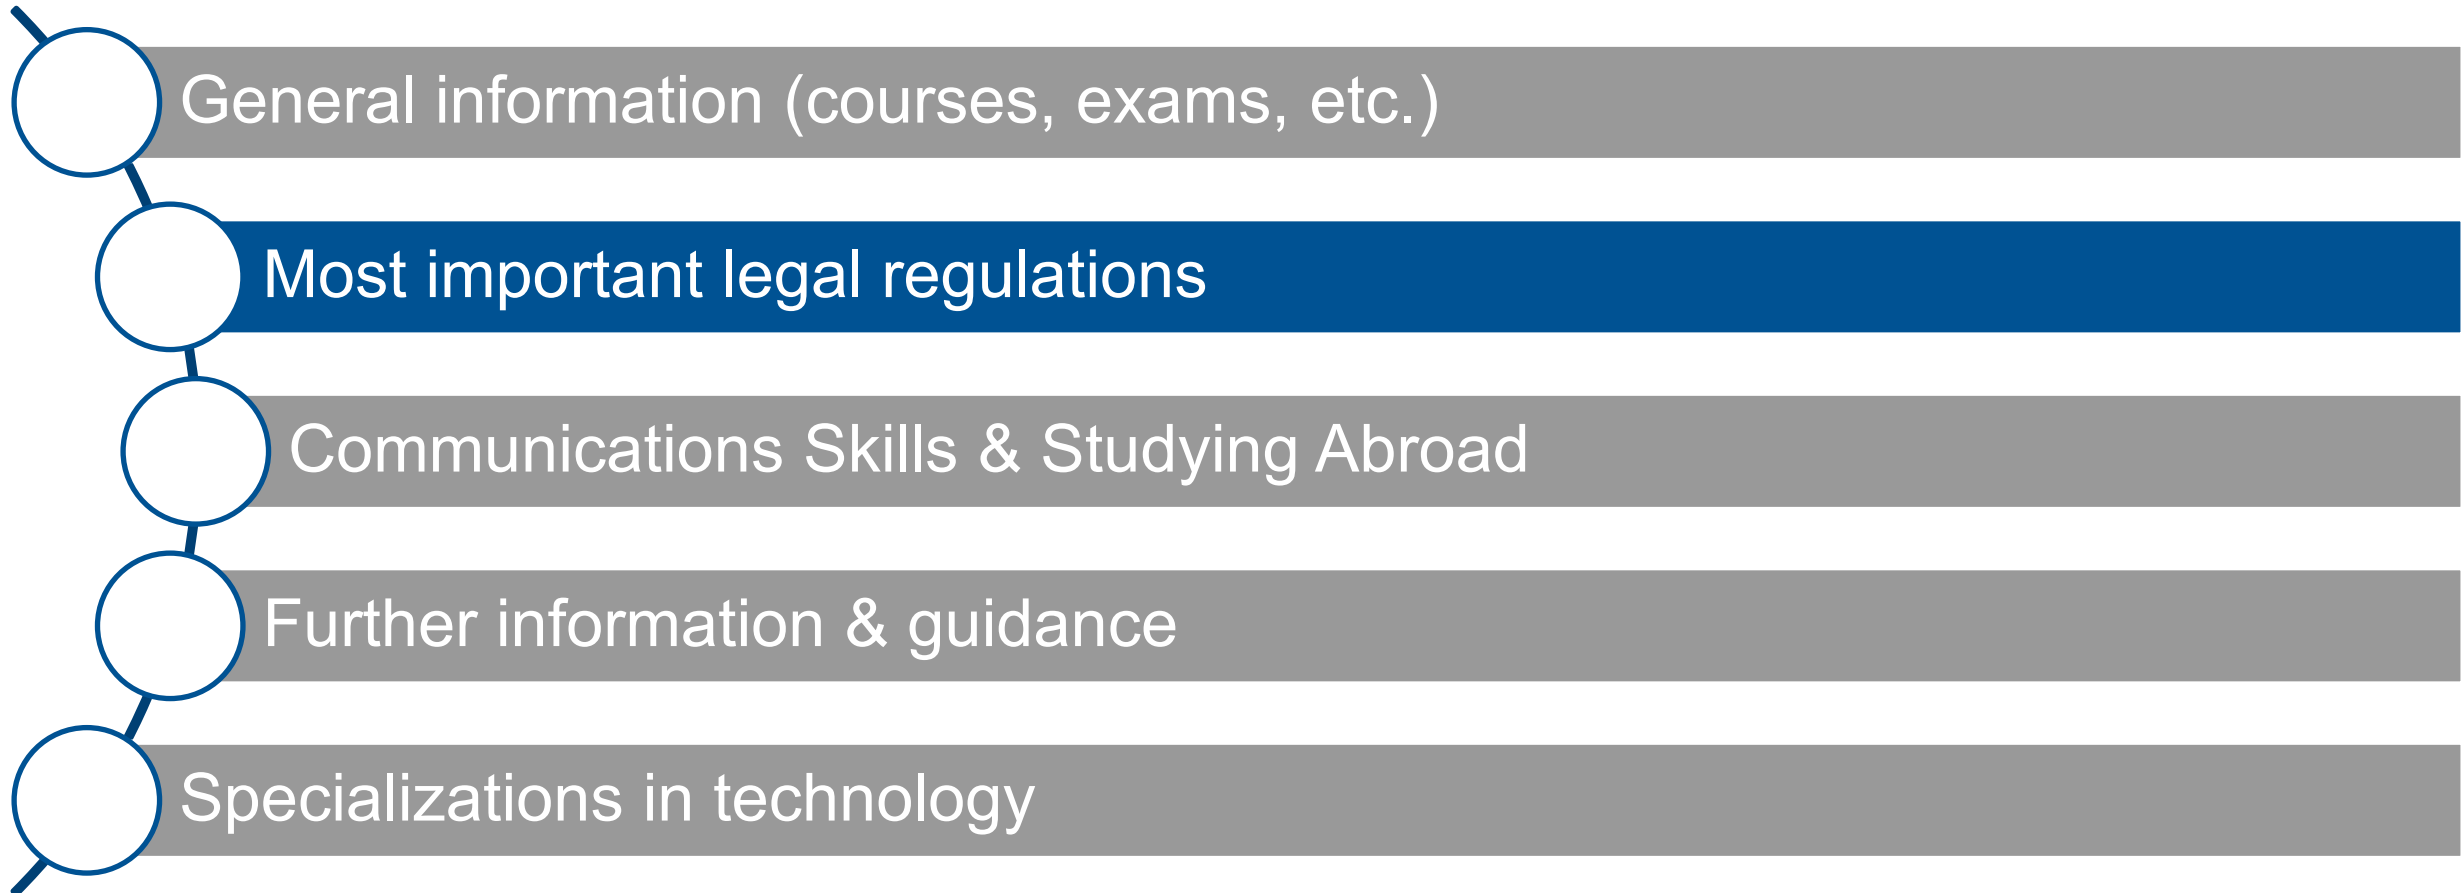 General information (courses, exams, etc.)
Most important legal regulations
Communications Skills & Studying Abroad
Further information & guidance
Specializations in technology